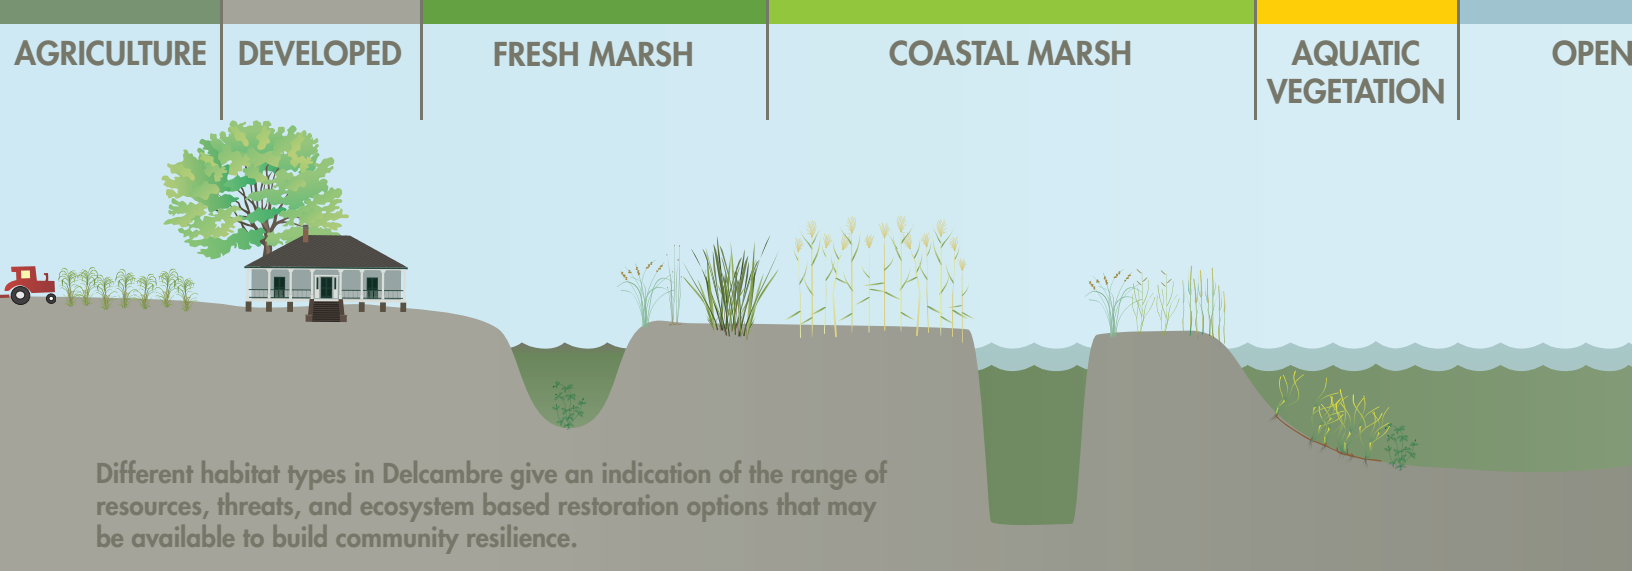 AGRICULTURE
DEVELOPED
FRESH MARSH
COASTAL MARSH
AQUATIC
VEGETATION
OPEN
Different habitat types in Delcambre give an indication of the range of
resources, threats, and ecosystem based restoration options that may
be available to build community resilience.